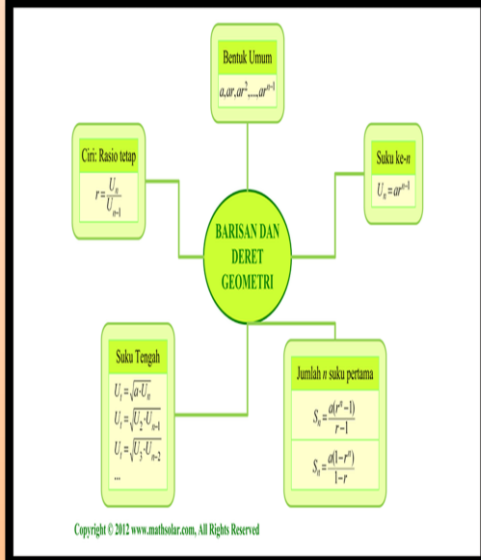 Bentuk Umum
a,ar,ar²,...,arⁿ⁻¹
Ciri: Rasio tetap
r = Uₙ / Uₙ₋₁
Suku ke-n
Uₙ = arⁿ⁻¹
BARISAN DAN
DERET
GEOMETRI
Suku Tengah
Uₜ = √(a·Uₙ)
Uₜ = √(U₂·Uₙ₋₁)
Uₜ = √(U₃·Uₙ₋₂)
...
Jumlah n suku pertama
Sₙ = a(rⁿ−1) / r−1
Sₙ = a(1−rⁿ) / 1−r
Copyright © 2012 www.mathsolar.com, All Rights Reserved